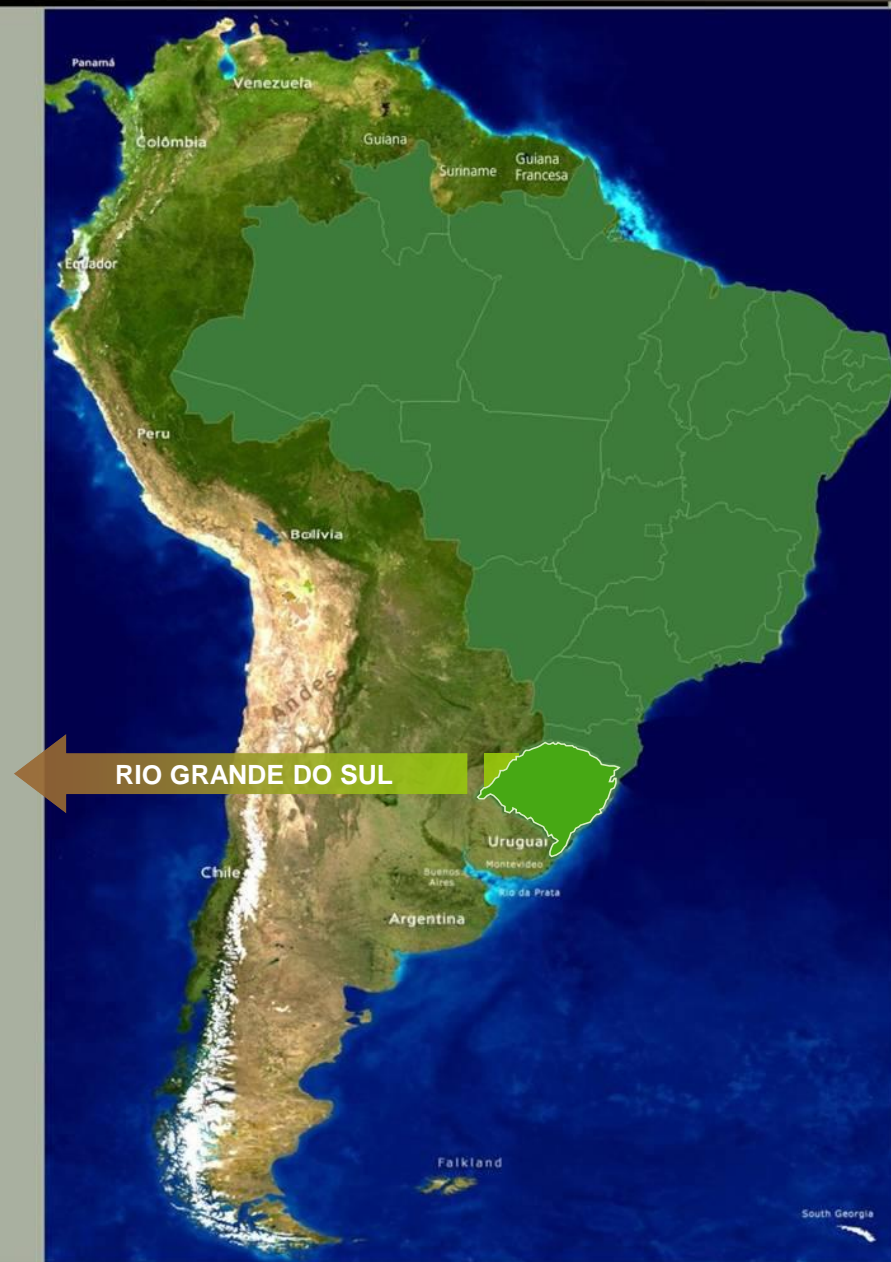 Panamá
Venezuela
Colômbia
Guiana
Suriname
Guiana
Francesa
Equador
Peru
Bolívia
Andes
RIO GRANDE DO SUL
Uruguai
Montevideo
Buenos
Aires
Chile
Rio da Prata
Argentina
Falkland
South Georgia